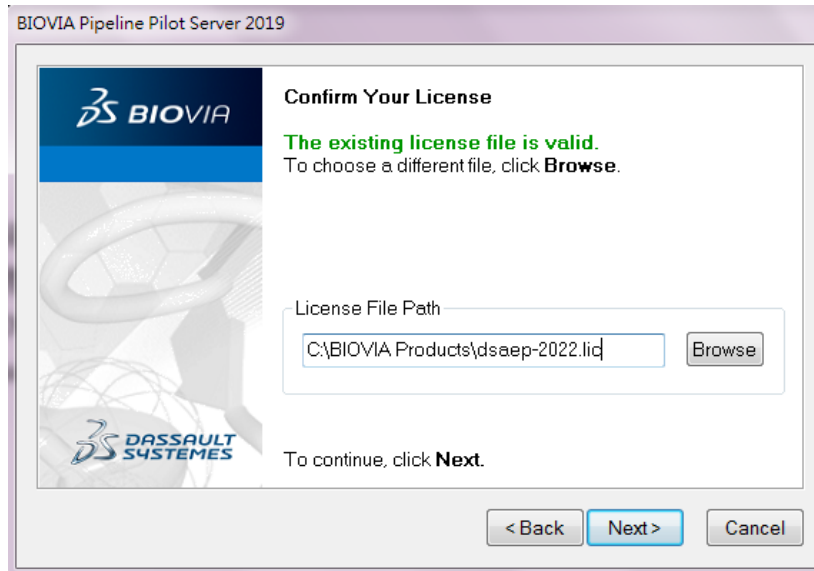 BIOVIA Pipeline Pilot Server 2019
BIOVIA
Confirm Your License
The existing license file is valid.
To choose a different file, click Browse.
License File Path
C:\BIOVIA Products\dsaep-2022.lic
Browse
DASSAULT
SYSTEMES
To continue, click Next.
< Back
Next >
Cancel